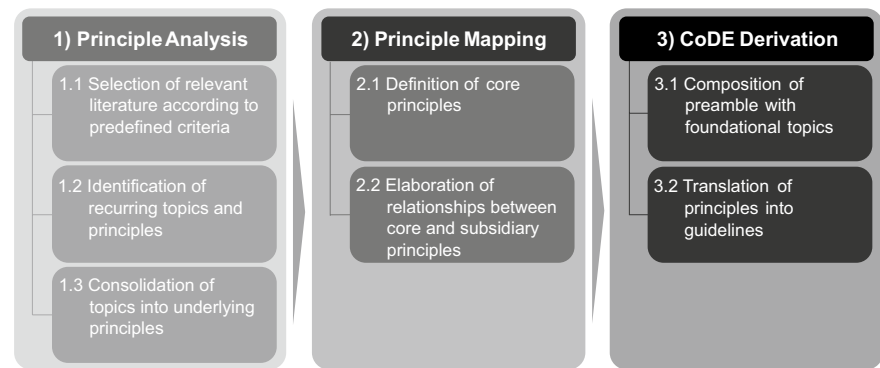 1) Principle Analysis
1.1 Selection of relevant
literature according to
predefined criteria
1.2 Identification of
recurring topics and
principles
1.3 Consolidation of
topics into underlying
principles
2) Principle Mapping
2.1 Definition of core
principles
2.2 Elaboration of
relationships between
core and subsidiary
principles
3) CoDE Derivation
3.1 Composition of
preamble with
foundational topics
3.2 Translation of
principles into
guidelines